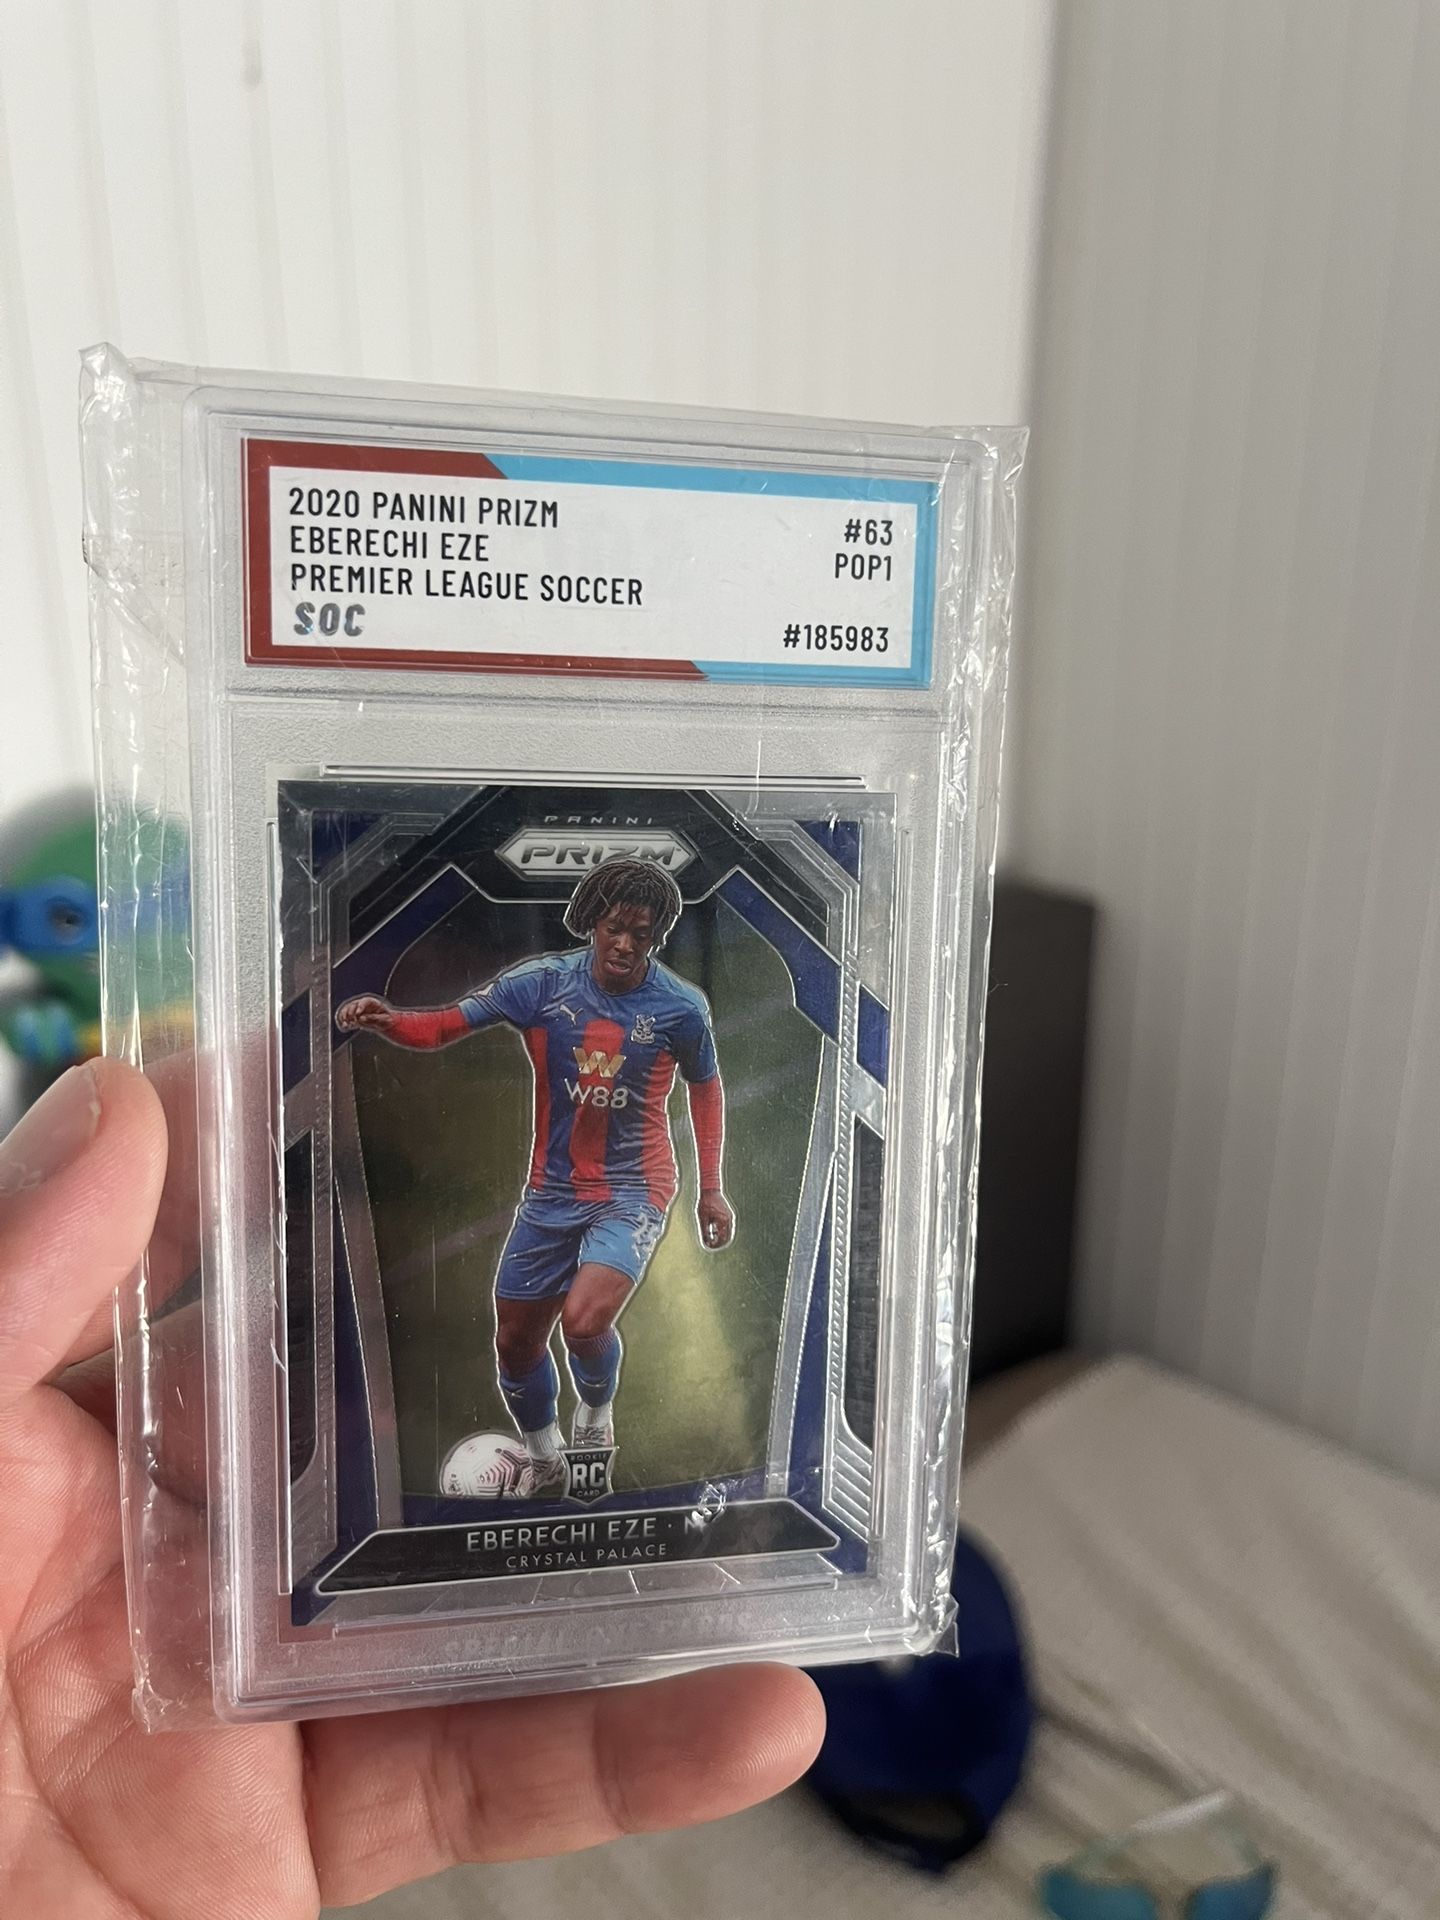 2020 PANINI PRIZM
EBERECHI EZE
PREMIER LEAGUE SOCCER
SOC
#63
POP1
#185983
PANINI
PRIZM
W88
ROOKIE
RC
CARD
EBERECHI EZE ·
CRYSTAL PALACE